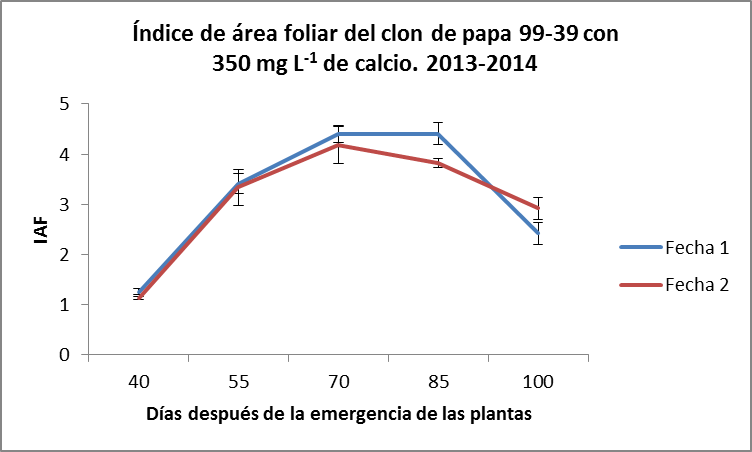 Índice de área foliar del clon de papa 99-39 con
350 mg L-1 de calcio. 2013-2014
5
4
3
2
1
0
IAF
40 55 70 85 100
Días después de la emergencia de las plantas
Fecha 1
Fecha 2